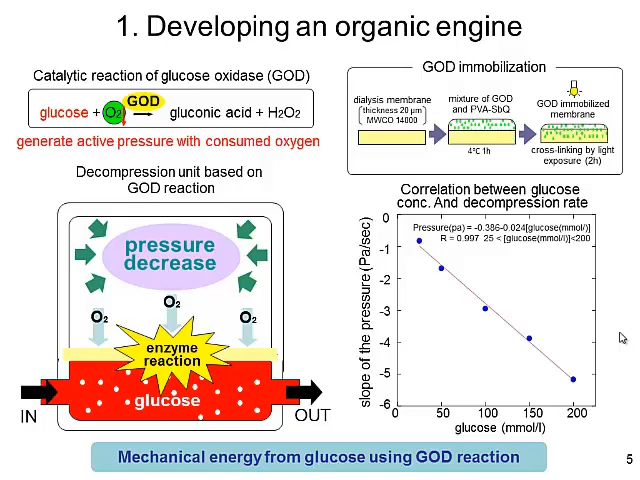 1. Developing an organic engine
Catalytic reaction of glucose oxidase (GOD)
GOD
glucose + O2 gluconic acid + H2O2
generate active pressure with consumed oxygen
Decompression unit based on
GOD reaction
pressure
decrease
O2
O2
O2
enzyme
reaction
glucose
IN
OUT
GOD immobilization
dialysis membrane
thickness 20 μm
MWCO 14000
mixture of GOD
and PVA-SbQ
4℃ 1h
GOD immobilized
membrane
cross-linking by light
exposure (2h)
Correlation between glucose
conc. And decompression rate
Pressure(pa) = -0.386-0.024[glucose(mmol/l)]
R = 0.997 25 < [glucose(mmol/l)]<200
slope of the pressure (Pa/sec)
0
-1
-2
-3
-4
-5
-6
0 50 100 150 200
glucose (mmol/l)
Mechanical energy from glucose using GOD reaction
5